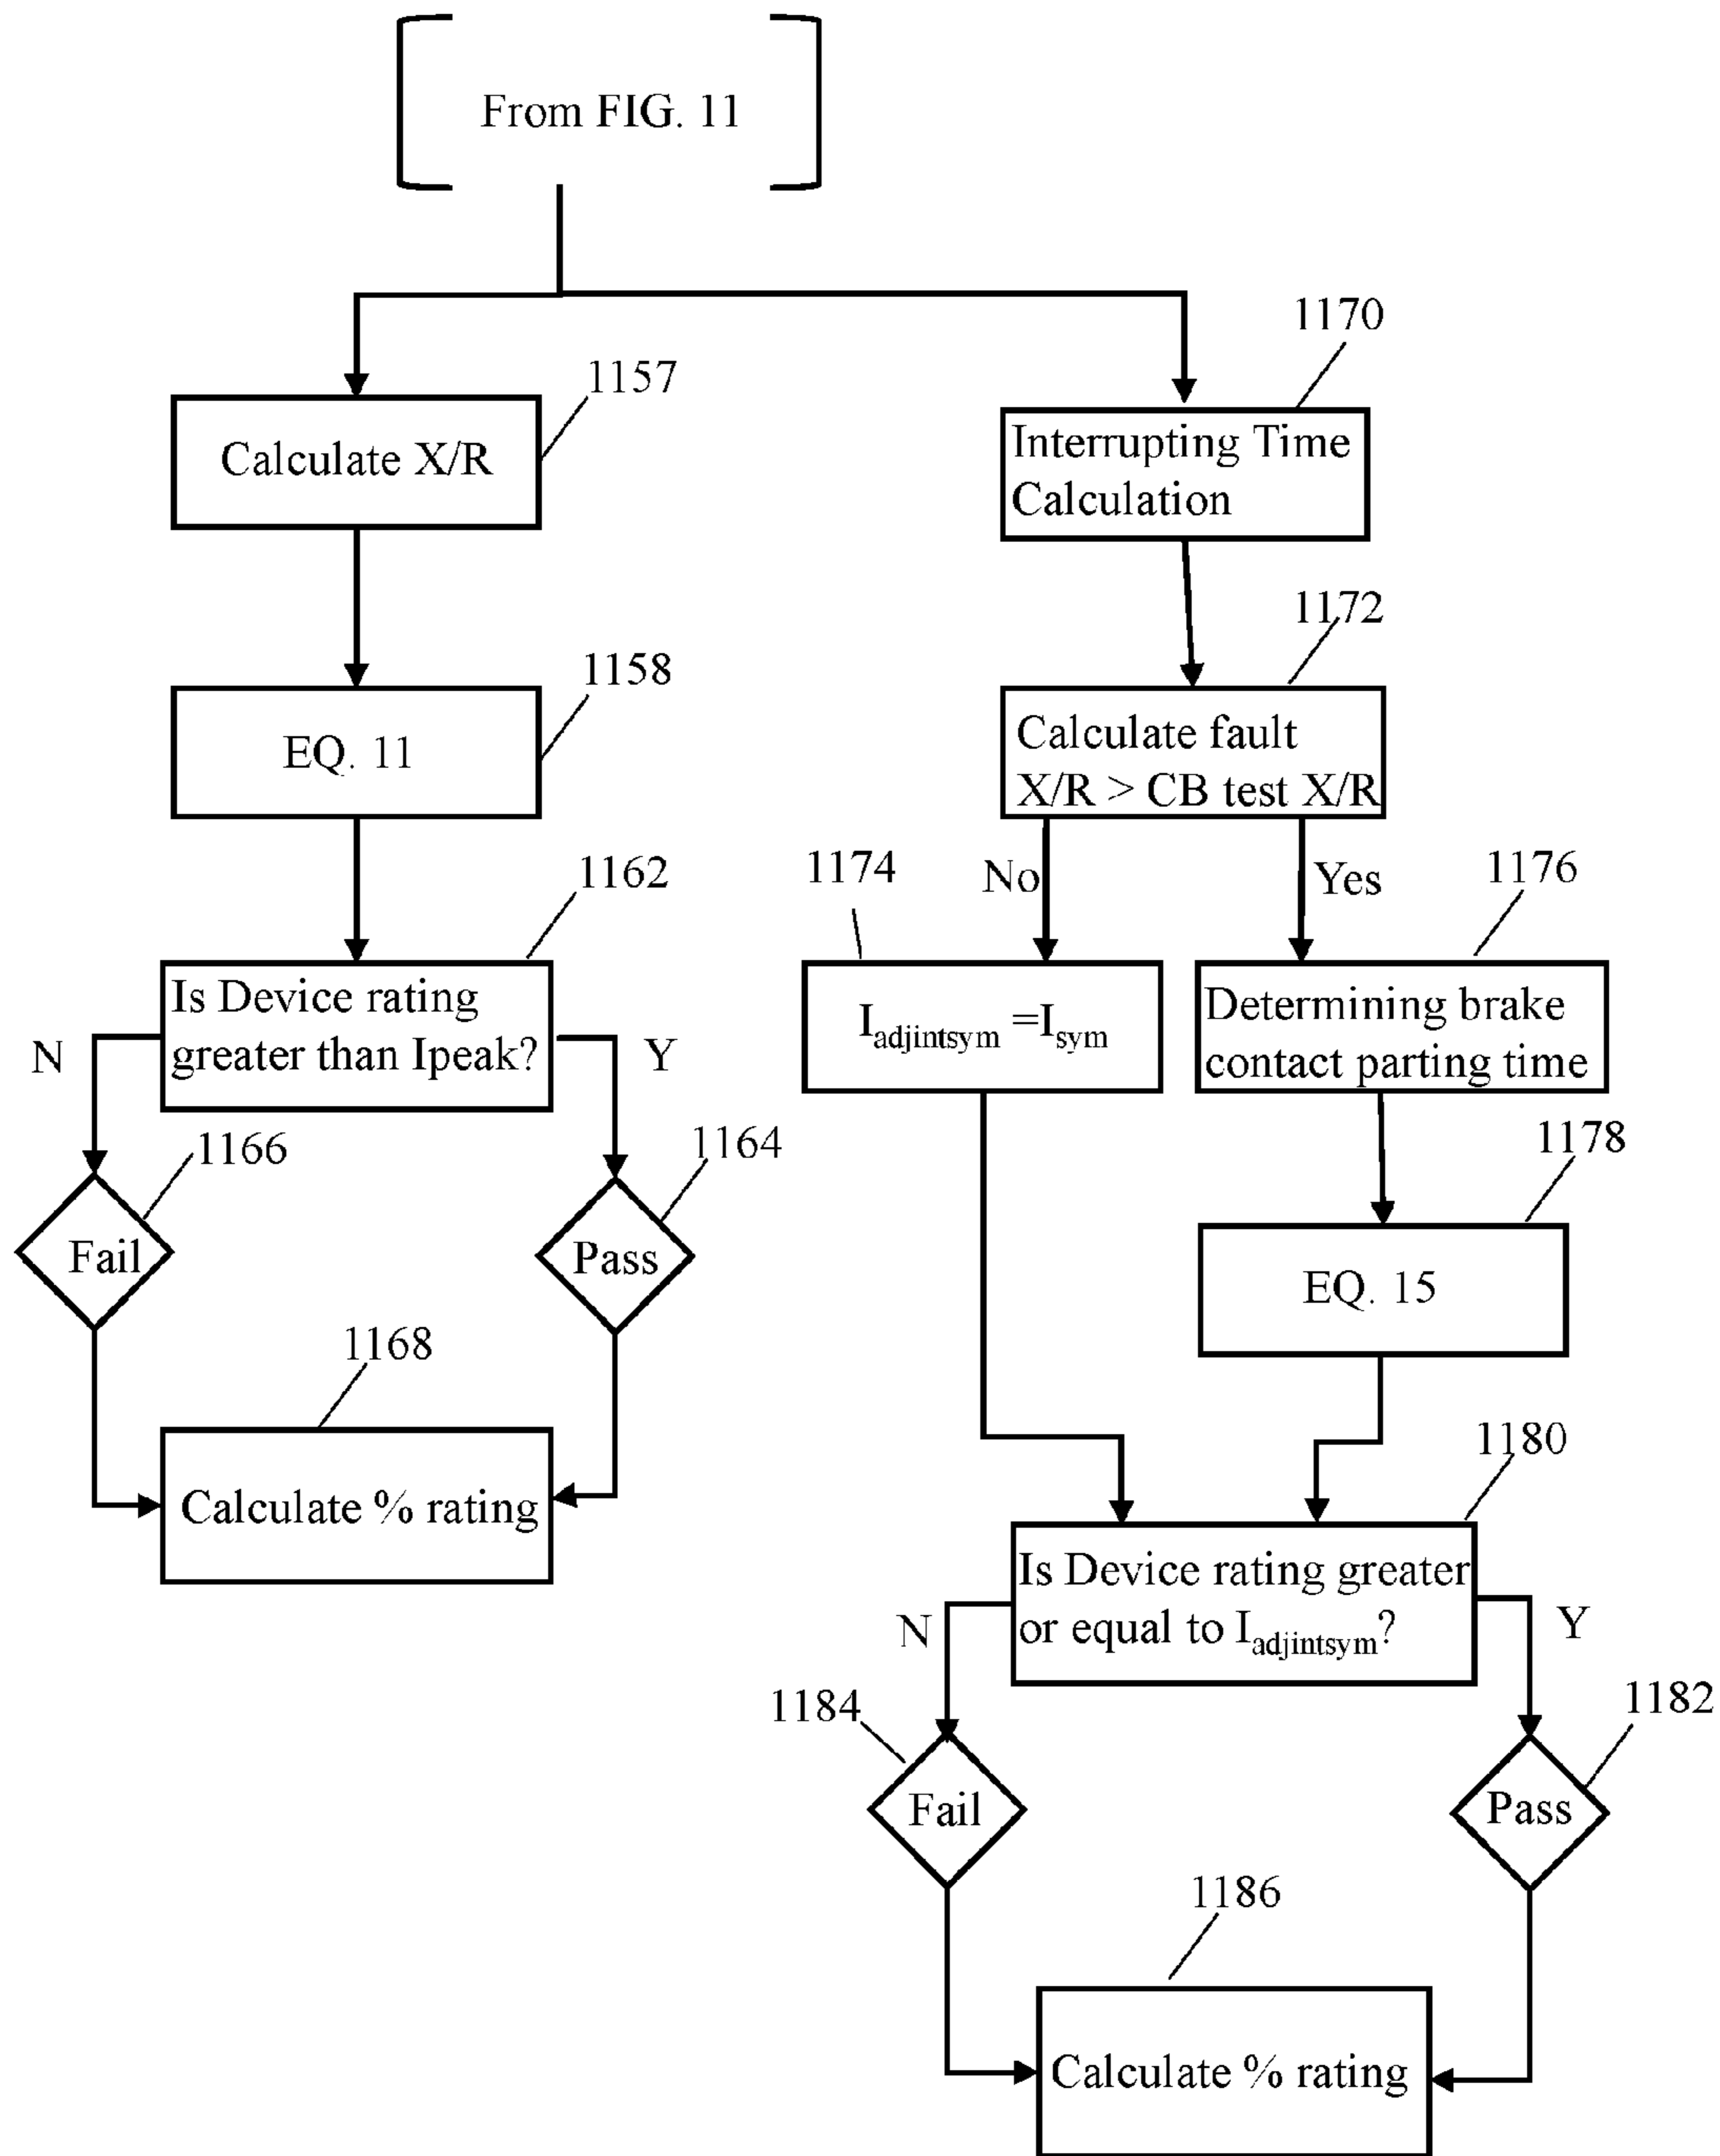 From FIG. 11
1170
1157
Calculate X/R
Interrupting Time
Calculation
1172
1158
EQ. 11
Calculate fault
X/R > CB test X/R
1162
1174
No
Yes
1176
Is Device rating
greater than Ipeak?
N
Y
I_adjintsym =I_sym
Determining brake
contact parting time
1166
1164
1178
Fail
Pass
EQ. 15
1168
Calculate % rating
1180
Is Device rating greater
or equal to I_adjintsym?
N
Y
1184
1182
Fail
Pass
1186
Calculate % rating